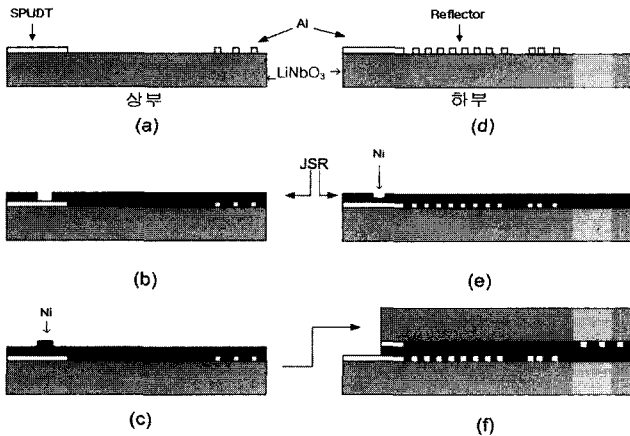 SPUDT
Al
Reflector
LiNbO₃
상부
하부
(a)
(d)
JSR
Ni
(b)
(e)
Ni
(c)
(f)